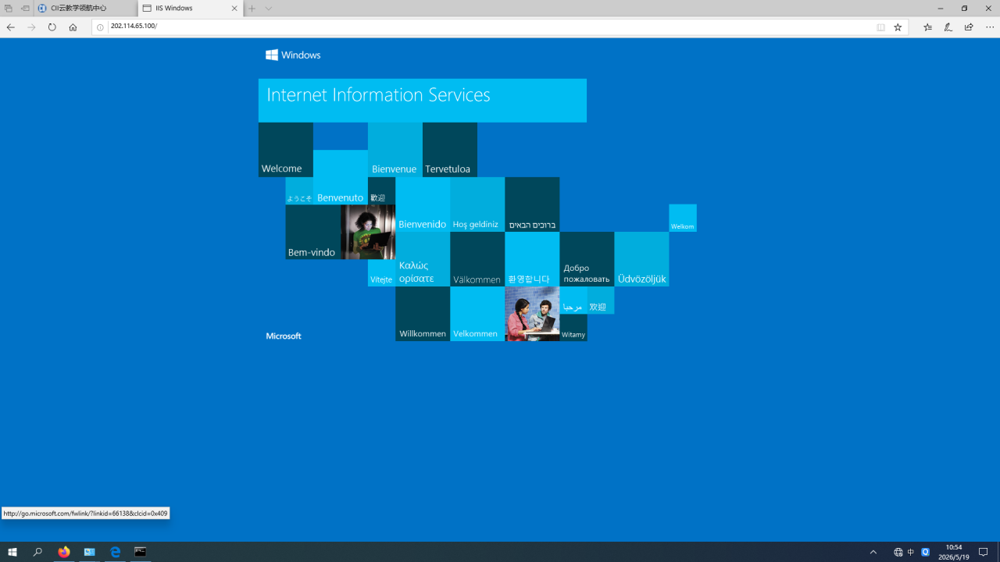 CII云教学领航中心
IIS Windows
202.114.65.100/
Windows
Internet Information Services
Welcome
Bienvenue
Tervetuloa
ようこそ
Benvenuto
歡迎
Bienvenido
Hoş geldiniz
ברוכים הבאים
Welkom
Bem-vindo
Vítejte
Καλώς
ορίσατε
Välkommen
환영합니다
Добро
пожаловать
Üdvözöljük
مرحبا
欢迎
Microsoft
Willkommen
Velkommen
Witamy
http://go.microsoft.com/fwlink/?linkid=66138&clcid=0x409
中
10:54
2026/5/19